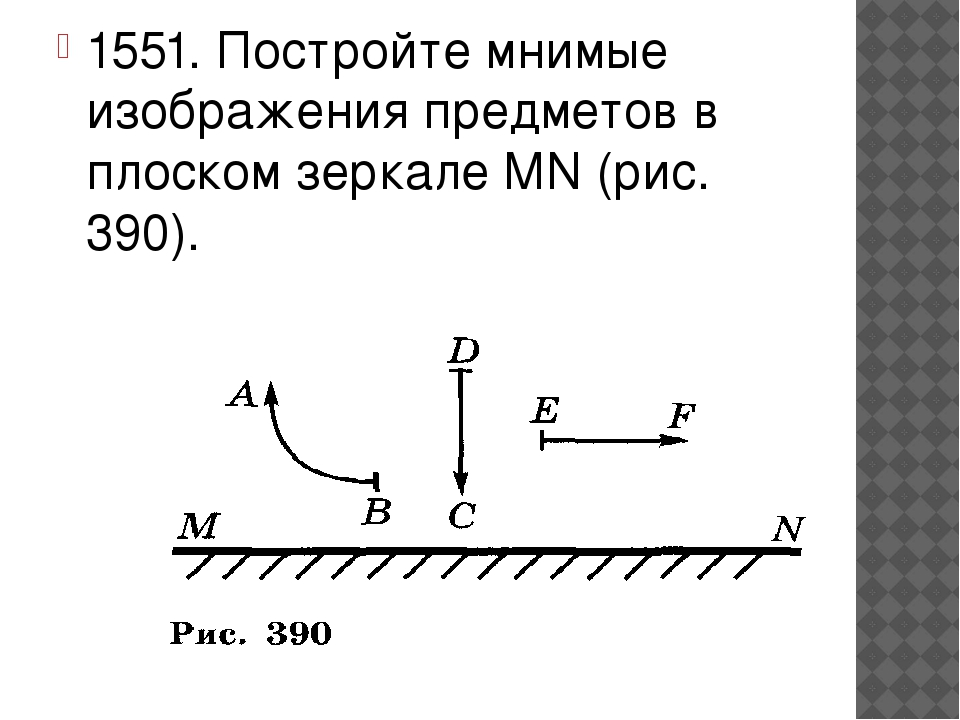 1551. Постройте мнимые
изображения предметов в
плоском зеркале MN (рис.
390).
D
A
E
F
B
C
M
N
Рис. 390